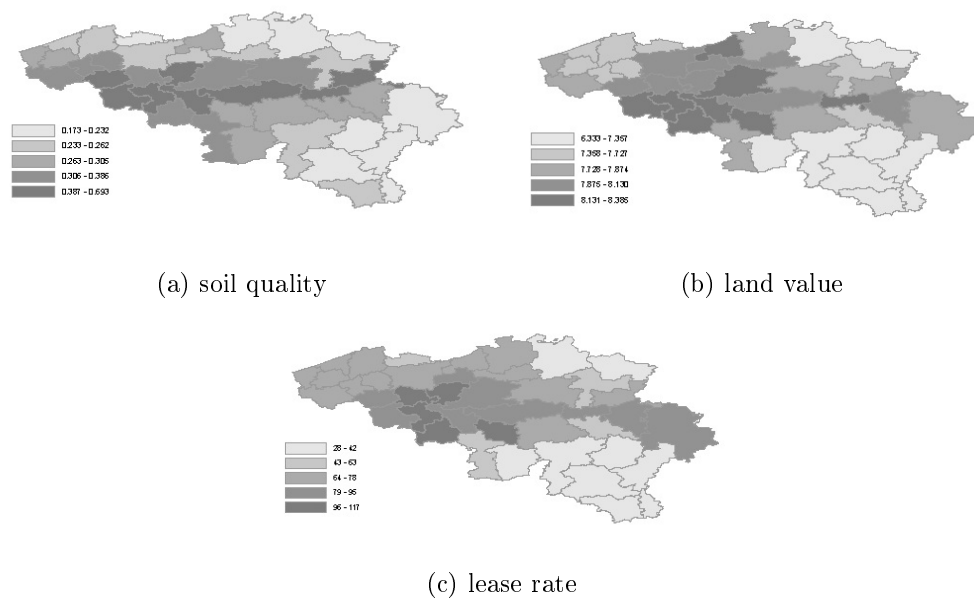 0.173 - 0.232
0.233 - 0.262
0.263 - 0.305
0.306 - 0.386
0.387 - 0.693
(a) soil quality
6.333 - 7.357
7.358 - 7.727
7.728 - 7.874
7.875 - 8.130
8.131 - 8.385
(b) land value
28 - 42
43 - 63
64 - 78
79 - 95
96 - 117
(c) lease rate